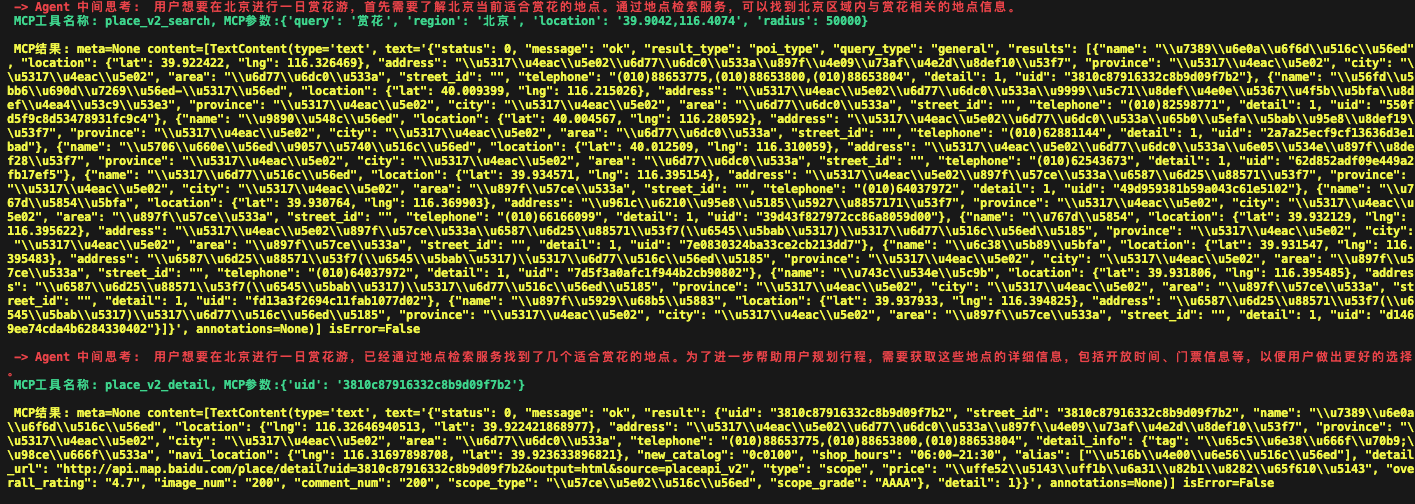 -> Agent 中间思考： 用户想要在北京进行一日赏花游，首先需要了解北京当前适合赏花的地点。通过地点检索服务，可以找到北京区域内与赏花相关的地点信息。
MCP工具名称: place_v2_search, MCP参数:{'query': '赏花', 'region': '北京', 'location': '39.9042,116.4074', 'radius': 50000}
MCP结果: meta=None content=[TextContent(type='text', text='{"status": 0, "message": "ok", "result_type": "poi_type", "query_type": "general", "results": [{"name": "\\u7389\\u6e0a\\u6f6d\\u516c\\u56ed"
, "location": {"lat": 39.922422, "lng": 116.326469}, "address": "\\u5317\\u4eac\\u5e02\\u6d77\\u6dc0\\u533a\\u897f\\u4e09\\u73af\\u4e2d\\u8def10\\u53f7", "province": "\\u5317\\u4eac\\u5e02", "city": "\
\u5317\\u4eac\\u5e02", "area": "\\u6d77\\u6dc0\\u533a", "street_id": "", "telephone": "(010)88653775,(010)88653800,(010)88653804", "detail": 1, "uid": "3810c87916332c8b9d09f7b2"}, {"name": "\\u56fd\\u5
bb6\\u690d\\u7269\\u56ed-\\u5317\\u56ed", "location": {"lat": 40.009399, "lng": 116.215026}, "address": "\\u5317\\u4eac\\u5e02\\u6d77\\u6dc0\\u533a\\u9999\\u5c71\\u8def\\u4e0e\\u5367\\u4f5b\\u5bfa\\u8d
ef\\u4ea4\\u53c9\\u53e3", "province": "\\u5317\\u4eac\\u5e02", "city": "\\u5317\\u4eac\\u5e02", "area": "\\u6d77\\u6dc0\\u533a", "street_id": "", "telephone": "(010)82598771", "detail": 1, "uid": "550f
d5f9c8d53478931fc9c4"}, {"name": "\\u9890\\u548c\\u56ed", "location": {"lat": 40.004567, "lng": 116.280592}, "address": "\\u5317\\u4eac\\u5e02\\u6d77\\u6dc0\\u533a\\u65b0\\u5efa\\u5bab\\u95e8\\u8def19\
\u53f7", "province": "\\u5317\\u4eac\\u5e02", "city": "\\u5317\\u4eac\\u5e02", "area": "\\u6d77\\u6dc0\\u533a", "street_id": "", "telephone": "(010)62881144", "detail": 1, "uid": "2a7a25ecf9cf13636d3e1
bad"}, {"name": "\\u5706\\u660e\\u56ed\\u9057\\u5740\\u516c\\u56ed", "location": {"lat": 40.012509, "lng": 116.310059}, "address": "\\u5317\\u4eac\\u5e02\\u6d77\\u6dc0\\u533a\\u6e05\\u534e\\u897f\\u8de
f28\\u53f7", "province": "\\u5317\\u4eac\\u5e02", "city": "\\u5317\\u4eac\\u5e02", "area": "\\u6d77\\u6dc0\\u533a", "street_id": "", "telephone": "(010)62543673", "detail": 1, "uid": "62d852adf09e449a2
fb17ef5"}, {"name": "\\u5317\\u6d77\\u516c\\u56ed", "location": {"lat": 39.934571, "lng": 116.395154}, "address": "\\u5317\\u4eac\\u5e02\\u897f\\u57ce\\u533a\\u6587\\u6d25\\u88571\\u53f7", "province":
"\\u5317\\u4eac\\u5e02", "city": "\\u5317\\u4eac\\u5e02", "area": "\\u897f\\u57ce\\u533a", "street_id": "", "telephone": "(010)64037972", "detail": 1, "uid": "49d959381b59a043c61e5102"}, {"name": "\\u7
67d\\u5854\\u5bfa", "location": {"lat": 39.930764, "lng": 116.369903}, "address": "\\u961c\\u6210\\u95e8\\u5185\\u5927\\u8857171\\u53f7", "province": "\\u5317\\u4eac\\u5e02", "city": "\\u5317\\u4eac\\u
5e02", "area": "\\u897f\\u57ce\\u533a", "street_id": "", "telephone": "(010)66166099", "detail": 1, "uid": "39d43f827972cc86a8059d00"}, {"name": "\\u767d\\u5854", "location": {"lat": 39.932129, "lng":
116.395622}, "address": "\\u5317\\u4eac\\u5e02\\u897f\\u57ce\\u533a\\u6587\\u6d25\\u88571\\u53f7(\\u6545\\u5bab\\u5317)\\u5317\\u6d77\\u516c\\u56ed\\u5185", "province": "\\u5317\\u4eac\\u5e02", "city":
"\\u5317\\u4eac\\u5e02", "area": "\\u897f\\u57ce\\u533a", "street_id": "", "detail": 1, "uid": "7e0830324ba33ce2cb213dd7"}, {"name": "\\u6c38\\u5b89\\u5bfa", "location": {"lat": 39.931547, "lng": 116.
395483}, "address": "\\u6587\\u6d25\\u88571\\u53f7(\\u6545\\u5bab\\u5317)\\u5317\\u6d77\\u516c\\u56ed\\u5185", "province": "\\u5317\\u4eac\\u5e02", "city": "\\u5317\\u4eac\\u5e02", "area": "\\u897f\\u5
7ce\\u533a", "street_id": "", "telephone": "(010)64037972", "detail": 1, "uid": "7d5f3a0afc1f944b2cb90802"}, {"name": "\\u743c\\u534e\\u5c9b", "location": {"lat": 39.931806, "lng": 116.395485}, "addres
s": "\\u6587\\u6d25\\u88571\\u53f7(\\u6545\\u5bab\\u5317)\\u5317\\u6d77\\u516c\\u56ed\\u5185", "province": "\\u5317\\u4eac\\u5e02", "city": "\\u5317\\u4eac\\u5e02", "area": "\\u897f\\u57ce\\u533a", "st
reet_id": "", "detail": 1, "uid": "fd13a3f2694c11fab1077d02"}, {"name": "\\u897f\\u5929\\u68b5\\u5883", "location": {"lat": 39.937933, "lng": 116.394825}, "address": "\\u6587\\u6d25\\u88571\\u53f7(\\u6
545\\u5bab\\u5317)\\u5317\\u6d77\\u516c\\u56ed\\u5185", "province": "\\u5317\\u4eac\\u5e02", "city": "\\u5317\\u4eac\\u5e02", "area": "\\u897f\\u57ce\\u533a", "street_id": "", "detail": 1, "uid": "d146
9ee74cda4b6284330402"}]}', annotations=None)] isError=False
-> Agent 中间思考： 用户想要在北京进行一日赏花游，已经通过地点检索服务找到了几个适合赏花的地点。为了进一步帮助用户规划行程，需要获取这些地点的详细信息，包括开放时间、门票信息等，以便用户做出更好的选择
。
MCP工具名称: place_v2_detail, MCP参数:{'uid': '3810c87916332c8b9d09f7b2'}
MCP结果: meta=None content=[TextContent(type='text', text='{"status": 0, "message": "ok", "result": {"uid": "3810c87916332c8b9d09f7b2", "street_id": "3810c87916332c8b9d09f7b2", "name": "\\u7389\\u6e0a\
\u6f6d\\u516c\\u56ed", "location": {"lng": 116.32646940513, "lat": 39.922421868977}, "address": "\\u5317\\u4eac\\u5e02\\u6d77\\u6dc0\\u533a\\u897f\\u4e09\\u73af\\u4e2d\\u8def10\\u53f7", "province": "\
\u5317\\u4eac\\u5e02", "city": "\\u5317\\u4eac\\u5e02", "area": "\\u6d77\\u6dc0\\u533a", "telephone": "(010)88653775,(010)88653800,(010)88653804", "detail_info": {"tag": "\\u65c5\\u6e38\\u666f\\u70b9;\
\u98ce\\u666f\\u533a", "navi_location": {"lng": 116.31697898708, "lat": 39.923633896821}, "new_catalog": "0c0100", "shop_hours": "06:00-21:30", "alias": ["\\u516b\\u4e00\\u6e56\\u516c\\u56ed"], "detail
_url": "http://api.map.baidu.com/place/detail?uid=3810c87916332c8b9d09f7b2&output=html&source=placeapi_v2", "type": "scope", "price": "\\uffe52\\u5143\\uff1b\\u6a31\\u82b1\\u8282\\u65f610\\u5143", "ove
rall_rating": "4.7", "image_num": "200", "comment_num": "200", "scope_type": "\\u57ce\\u5e02\\u516c\\u56ed", "scope_grade": "AAAA"}, "detail": 1}}', annotations=None)] isError=False